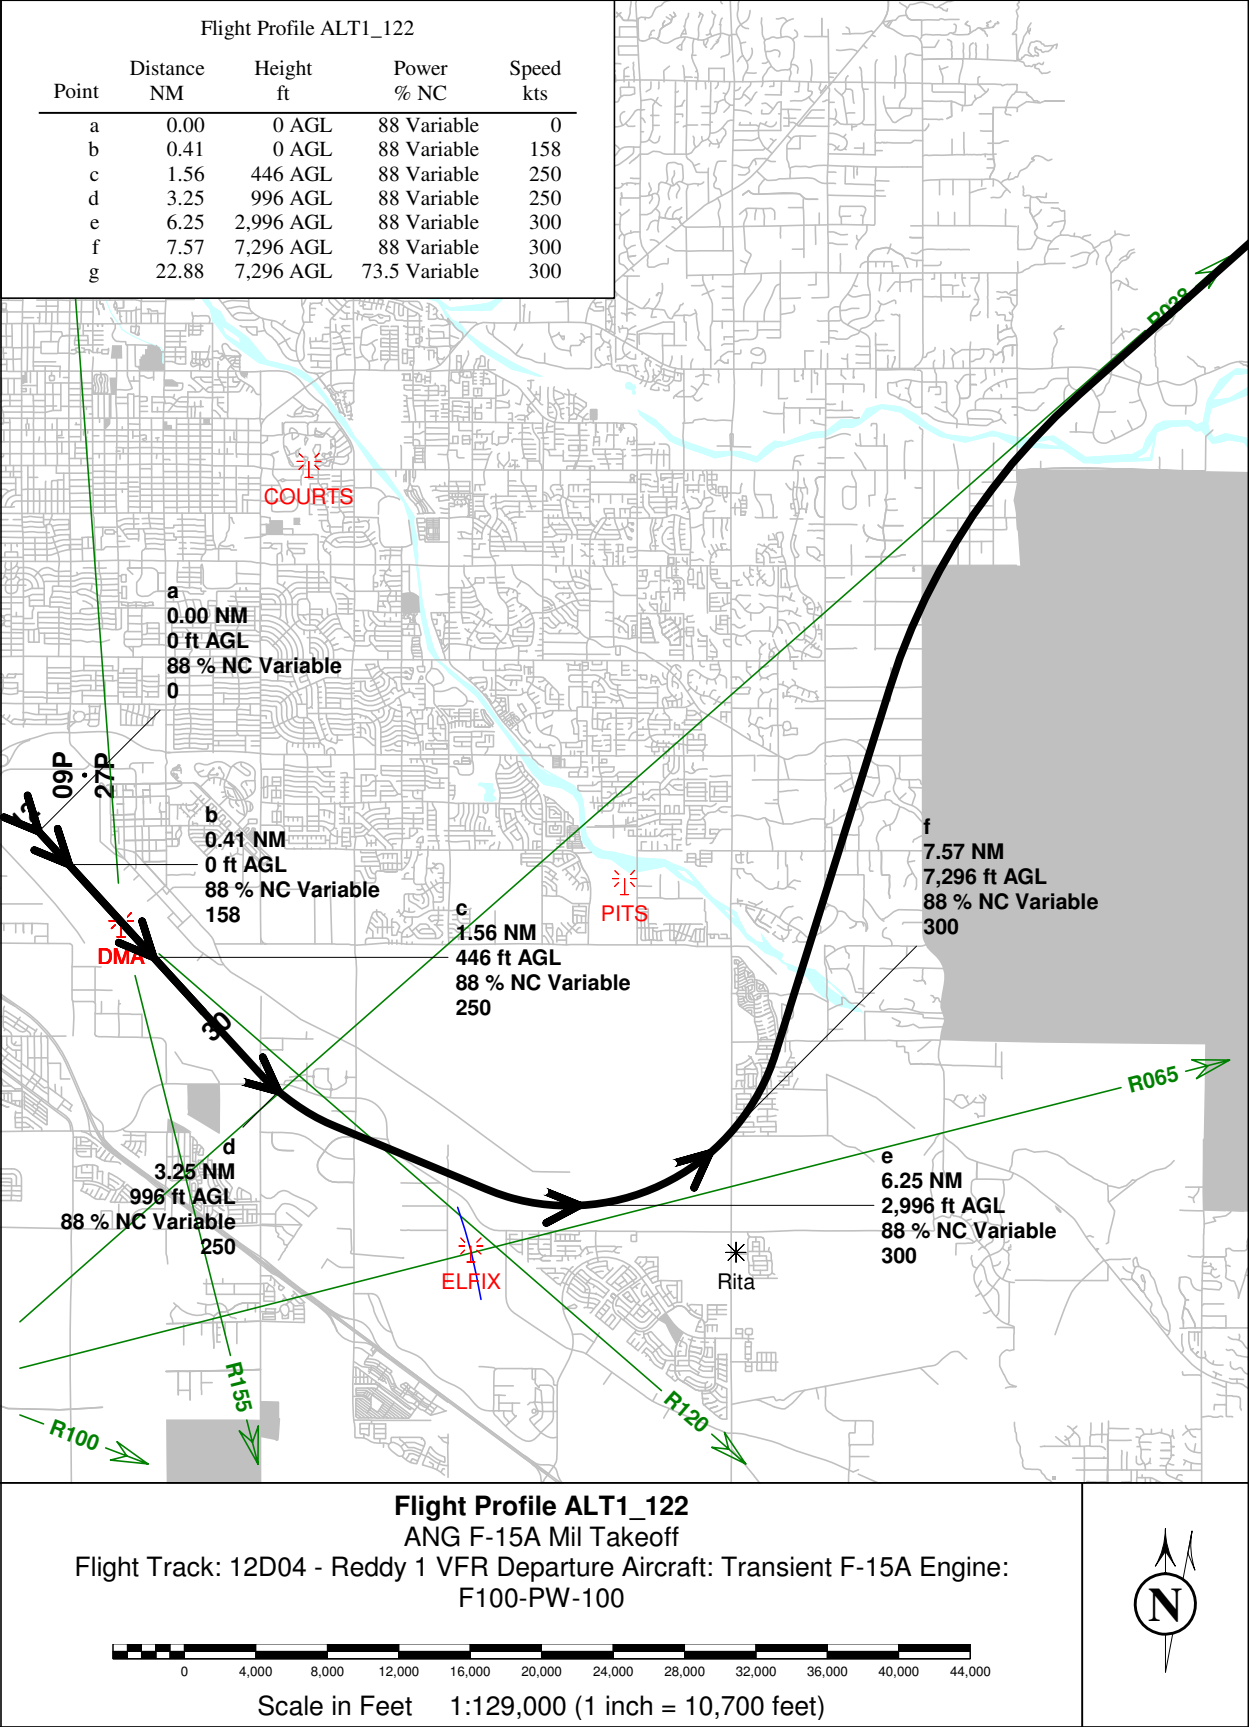 Flight Profile ALT1_122
Point Distance NM Height ft Power % NC Speed kts
a 0.00 0 AGL 88 Variable 0
b 0.41 0 AGL 88 Variable 158
c 1.56 446 AGL 88 Variable 250
d 3.25 996 AGL 88 Variable 250
e 6.25 2,996 AGL 88 Variable 300
f 7.57 7,296 AGL 88 Variable 300
g 22.88 7,296 AGL 73.5 Variable 300
COURTS
a
0.00 NM
0 ft AGL
88 % NC Variable
0
09P
27P
b
0.41 NM
0 ft AGL
88 % NC Variable
158
DMA
c
1.56 NM
446 ft AGL
88 % NC Variable
250
PITS
f
7.57 NM
7,296 ft AGL
88 % NC Variable
300
30
R065
d
3.25 NM
996 ft AGL
88 % NC Variable
250
e
6.25 NM
2,996 ft AGL
88 % NC Variable
300
ELFIX
Rita
R155
R120
R100
Flight Profile ALT1_122
ANG F-15A Mil Takeoff
Flight Track: 12D04 - Reddy 1 VFR Departure Aircraft: Transient F-15A Engine:
F100-PW-100
0 4,000 8,000 12,000 16,000 20,000 24,000 28,000 32,000 36,000 40,000 44,000
Scale in Feet 1:129,000 (1 inch = 10,700 feet)
N